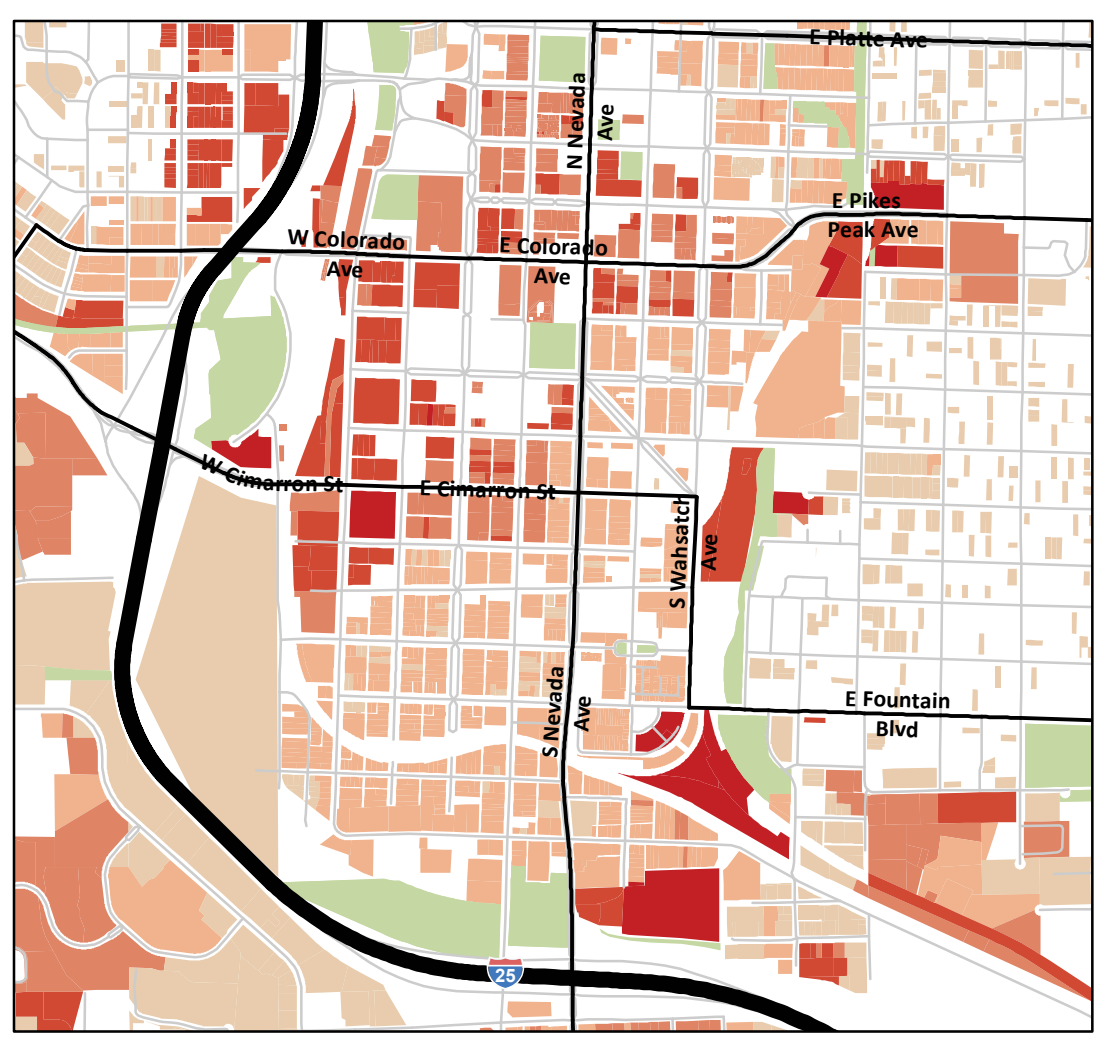 E Platte Ave
N Nevada
Ave
E Pikes
Peak Ave
W Colorado
Ave
E Colorado
Ave
W Cimarron St
E Cimarron St
S Wahsatch
Ave
S Nevada
Ave
E Fountain
Blvd
25